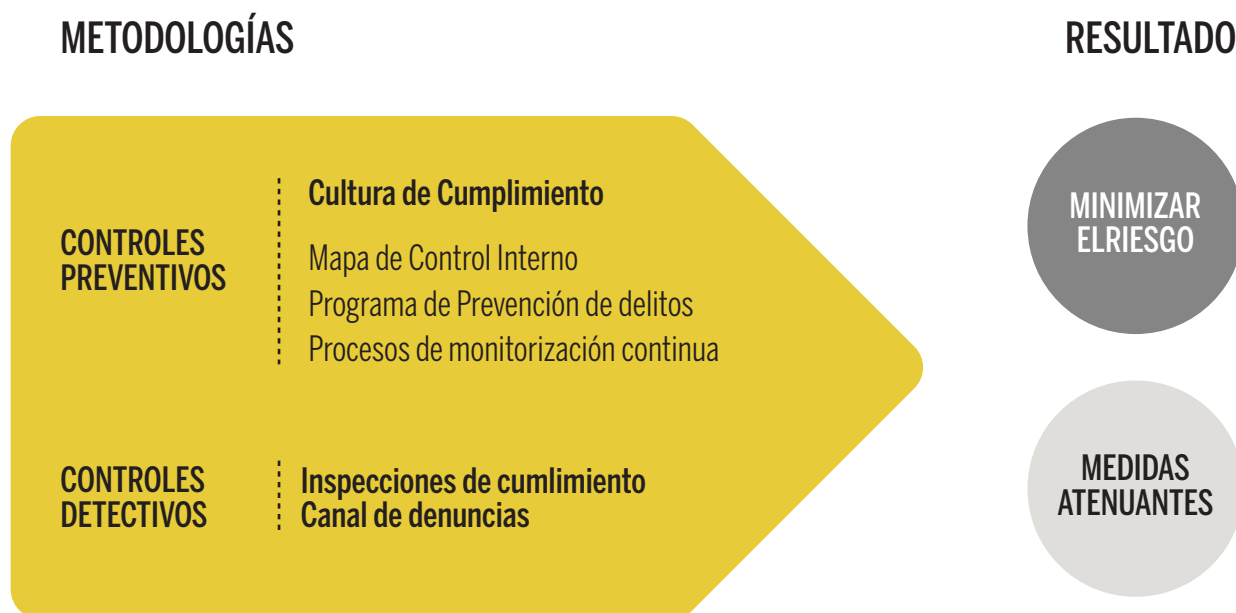 METODOLOGÍAS
RESULTADO
CONTROLES
PREVENTIVOS
Cultura de Cumplimiento
Mapa de Control Interno
Programa de Prevención de delitos
Procesos de monitorización continua
MINIMIZAR
ELRIESGO
CONTROLES
DETECTIVOS
Inspecciones de cumlimiento
Canal de denuncias
MEDIDAS
ATENUANTES